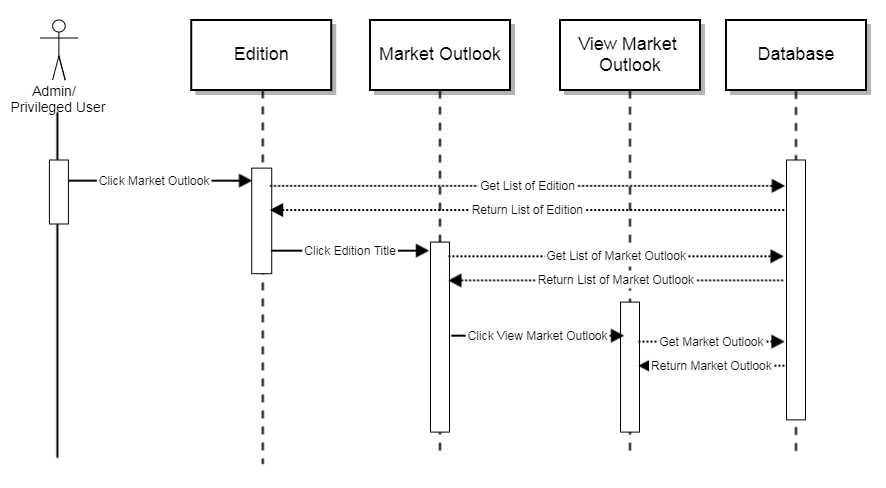 Edition
Market Outlook
View Market
Outlook
Database
Admin/
Privileged User
Click Market Outlook
Get List of Edition
Return List of Edition
Click Edition Title
Get List of Market Outlook
Return List of Market Outlook
Click View Market Outlook
Get Market Outlook
Return Market Outlook